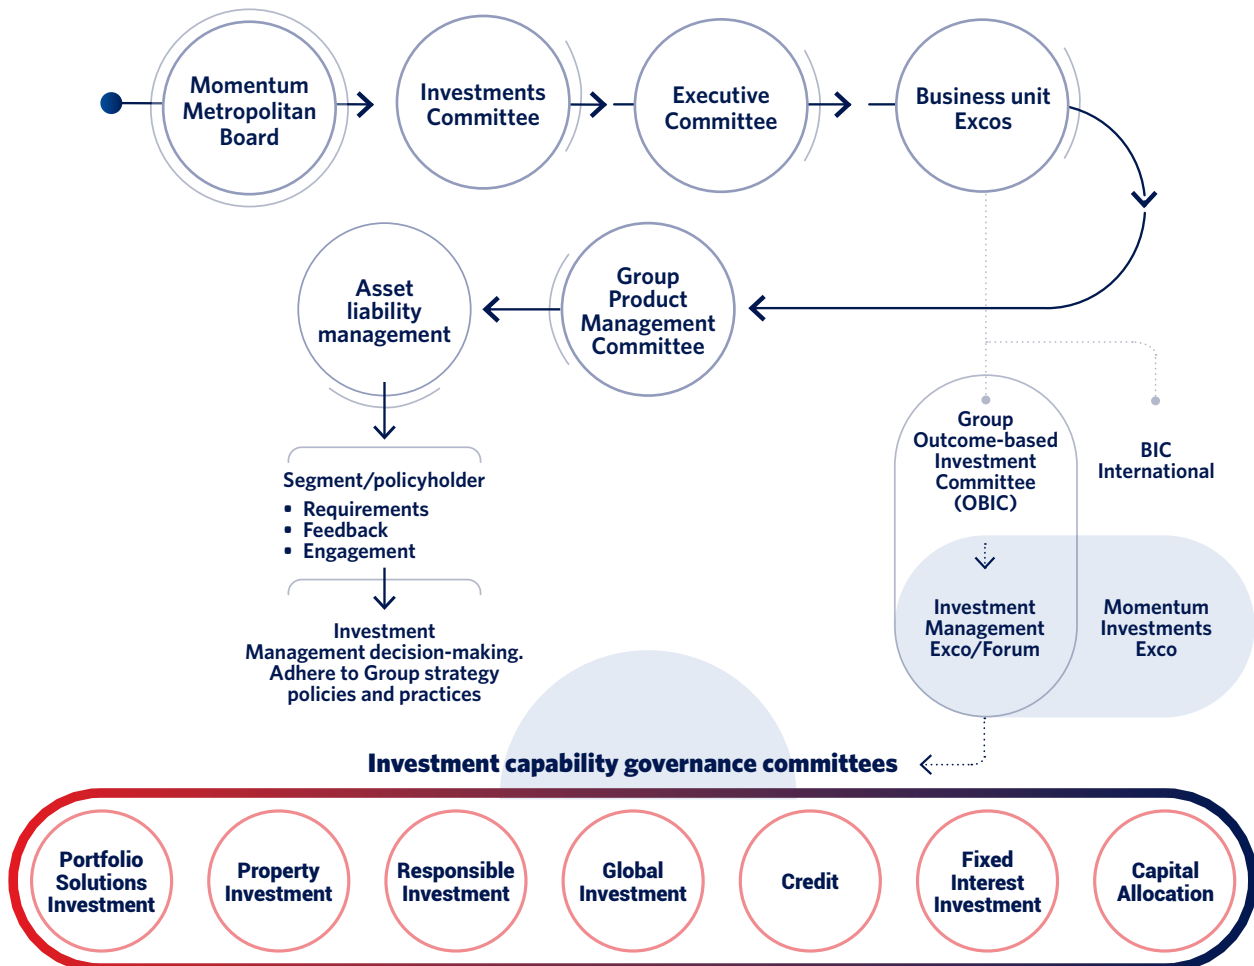 Momentum
Metropolitan
Board
Investments
Committee
Executive
Committee
Business unit
Excos
Asset
liability
management
Group
Product
Management
Committee
Segment/policyholder
▪ Requirements
▪ Feedback
▪ Engagement
Investment
Management decision-making.
Adhere to Group strategy
policies and practices
Group
Outcome-based
Investment
Committee
(OBIC)
BIC
International
Investment
Management
Exco/Forum
Momentum
Investments
Exco
Investment capability governance committees
Portfolio
Solutions
Investment
Property
Investment
Responsible
Investment
Global
Investment
Credit
Fixed
Interest
Investment
Capital
Allocation